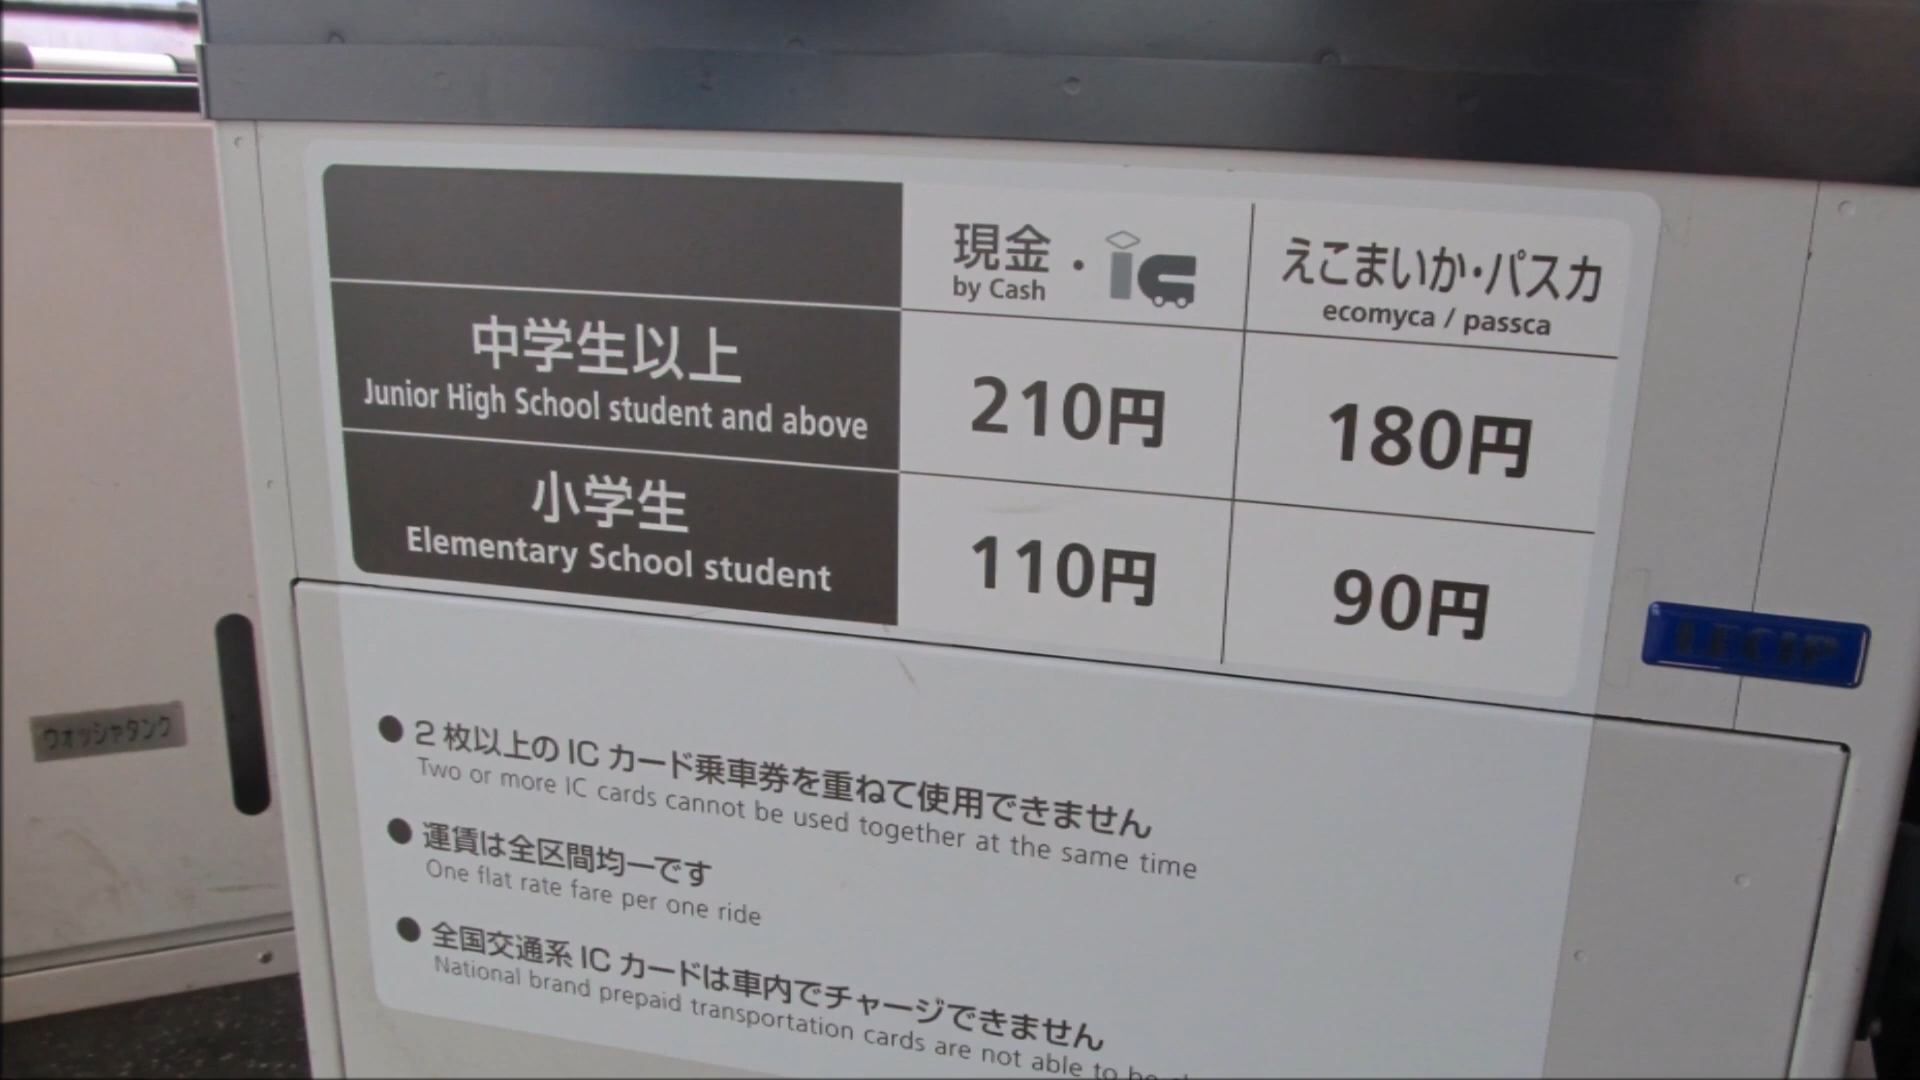 現金・ic
by Cash
えこまいか・パスカ
ecomyca / passca
中学生以上
Junior High School student and above
210円
180円
小学生
Elementary School student
110円
90円
LECIP
ウオッシャタンク
●2枚以上のICカード乗車券を重ねて使用できません
Two or more IC cards cannot be used together at the same time
●運賃は全区間均一です
One flat rate fare per one ride
●全国交通系ICカードは車内でチャージできません
National brand prepaid transportation cards are not able to be